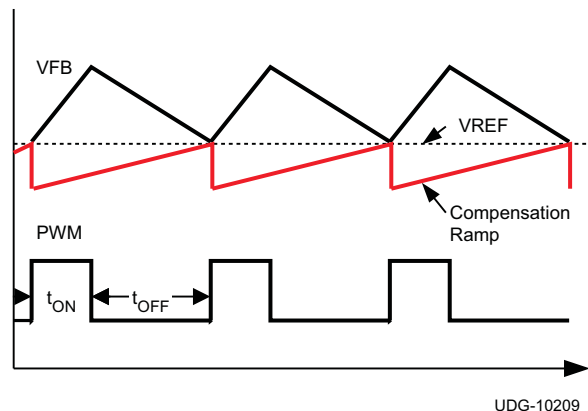 VFB
VREF
Compensation
Ramp
PWM
tON
tOFF
UDG-10209